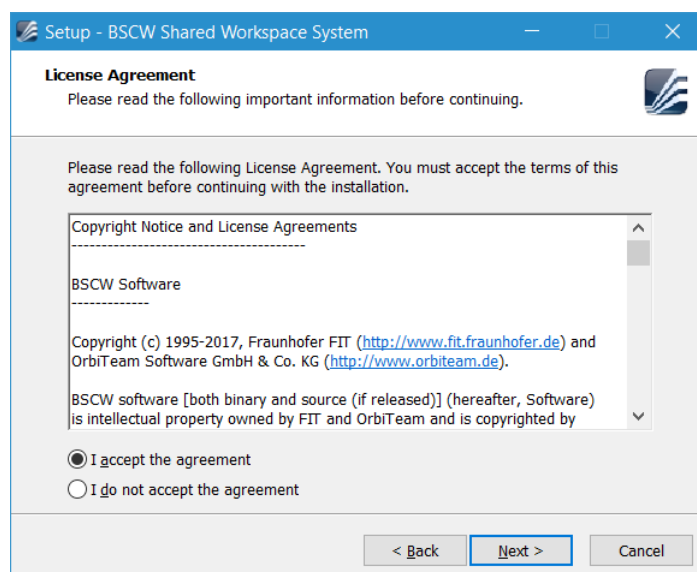 Setup - BSCW Shared Workspace System
License Agreement
Please read the following important information before continuing.
Please read the following License Agreement. You must accept the terms of this
agreement before continuing with the installation.
Copyright Notice and License Agreements
---------------------------------------
BSCW Software
-------------
Copyright (c) 1995-2017, Fraunhofer FIT (http://www.fit.fraunhofer.de) and
OrbiTeam Software GmbH & Co. KG (http://www.orbiteam.de).
BSCW software [both binary and source (if released)] (hereafter, Software)
is intellectual property owned by FIT and OrbiTeam and is copyrighted by
I accept the agreement
I do not accept the agreement
< Back Next > Cancel